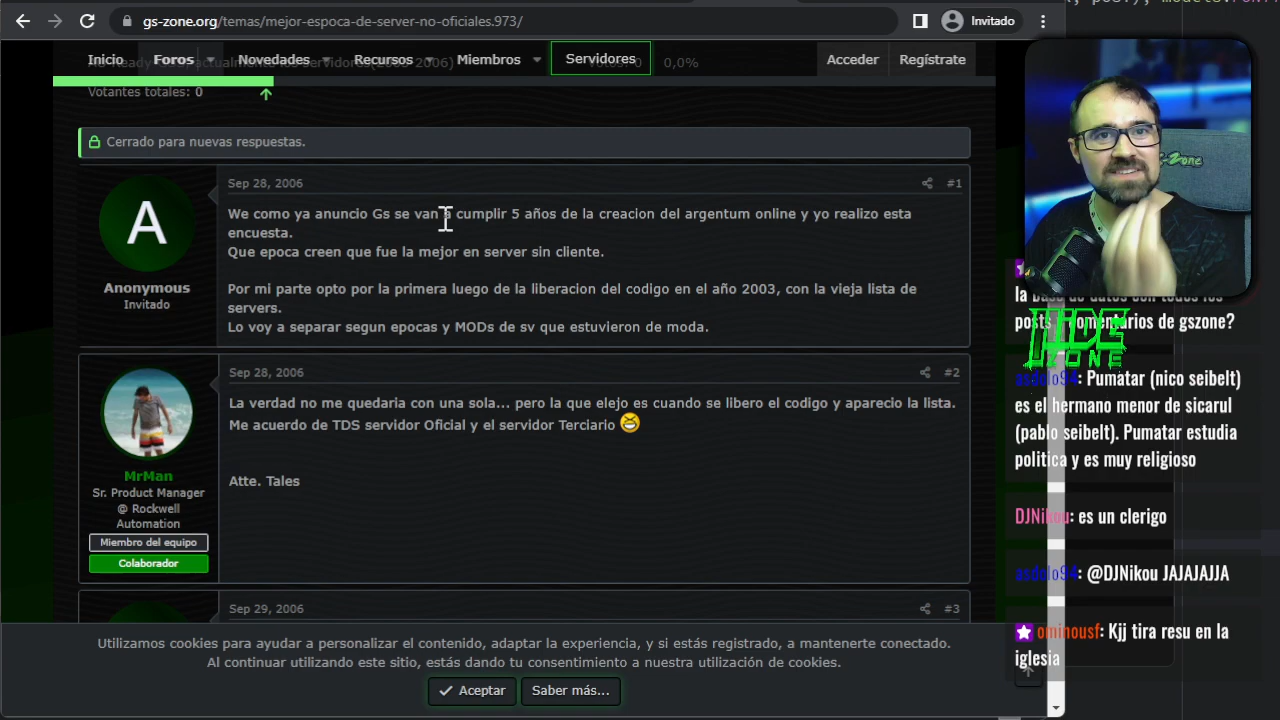 gs-zone.org/temas/mejor-espoca-de-server-no-oficiales.973/
Invitado
Inicio
Foros
Novedades
Recursos
Miembros
Servidores
Acceder
Regístrate
0,0%
Votantes totales: 0
Cerrado para nuevas respuestas.
A
Anonymous
Invitado
Sep 28, 2006
#1
We como ya anuncio Gs se van a cumplir 5 años de la creacion del argentum online y yo realizo esta
encuesta.
Que epoca creen que fue la mejor en server sin cliente.
Por mi parte opto por la primera luego de la liberacion del codigo en el año 2003, con la vieja lista de
servers.
Lo voy a separar segun epocas y MODs de sv que estuvieron de moda.
MrMan
Sr. Product Manager
@ Rockwell
Automation
Miembro del equipo
Colaborador
Sep 28, 2006
#2
La verdad no me quedaria con una sola... pero la que elejo es cuando se libero el codigo y aparecio la lista.
Me acuerdo de TDS servidor Oficial y el servidor Terciario
Atte. Tales
Sep 29, 2006
#3
Utilizamos cookies para ayudar a personalizar el contenido, adaptar la experiencia, y si estás registrado, a mantenerte conectado.
Al continuar utilizando este sitio, estás dando tu consentimiento a nuestra utilización de cookies.
Aceptar
Saber más...
-Zone
la base de datos con todos los
posts y comentarios de gszone?
ZONE
asdolo94: Pumatar (nico seibelt)
es el hermano menor de sicarul
(pablo seibelt). Pumatar estudia
politica y es muy religioso
DJNikou: es un clerigo
asdolo94: @DJNikou JAJAJAJJA
ominousf: Kjj tira resu en la
iglesia